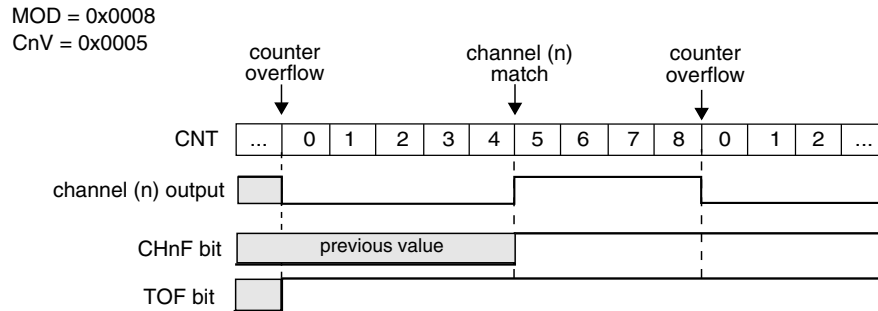 MOD = 0x0008
CnV = 0x0005
counter
overflow
channel (n)
match
counter
overflow
CNT ... 0 1 2 3 4 5 6 7 8 0 1 2 ...
channel (n) output
CHnF bit previous value
TOF bit